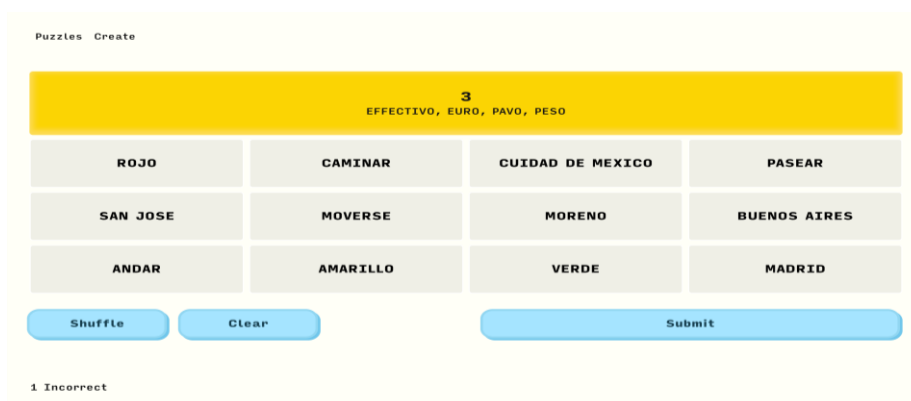 Puzzles Create
3
EFFECTIVO, EURO, PAVO, PESO
ROJO CAMINAR CUIDAD DE MEXICO PASEAR
SAN JOSE MOVERSE MORENO BUENOS AIRES
ANDAR AMARILLO VERDE MADRID
Shuffle Clear Submit
1 Incorrect